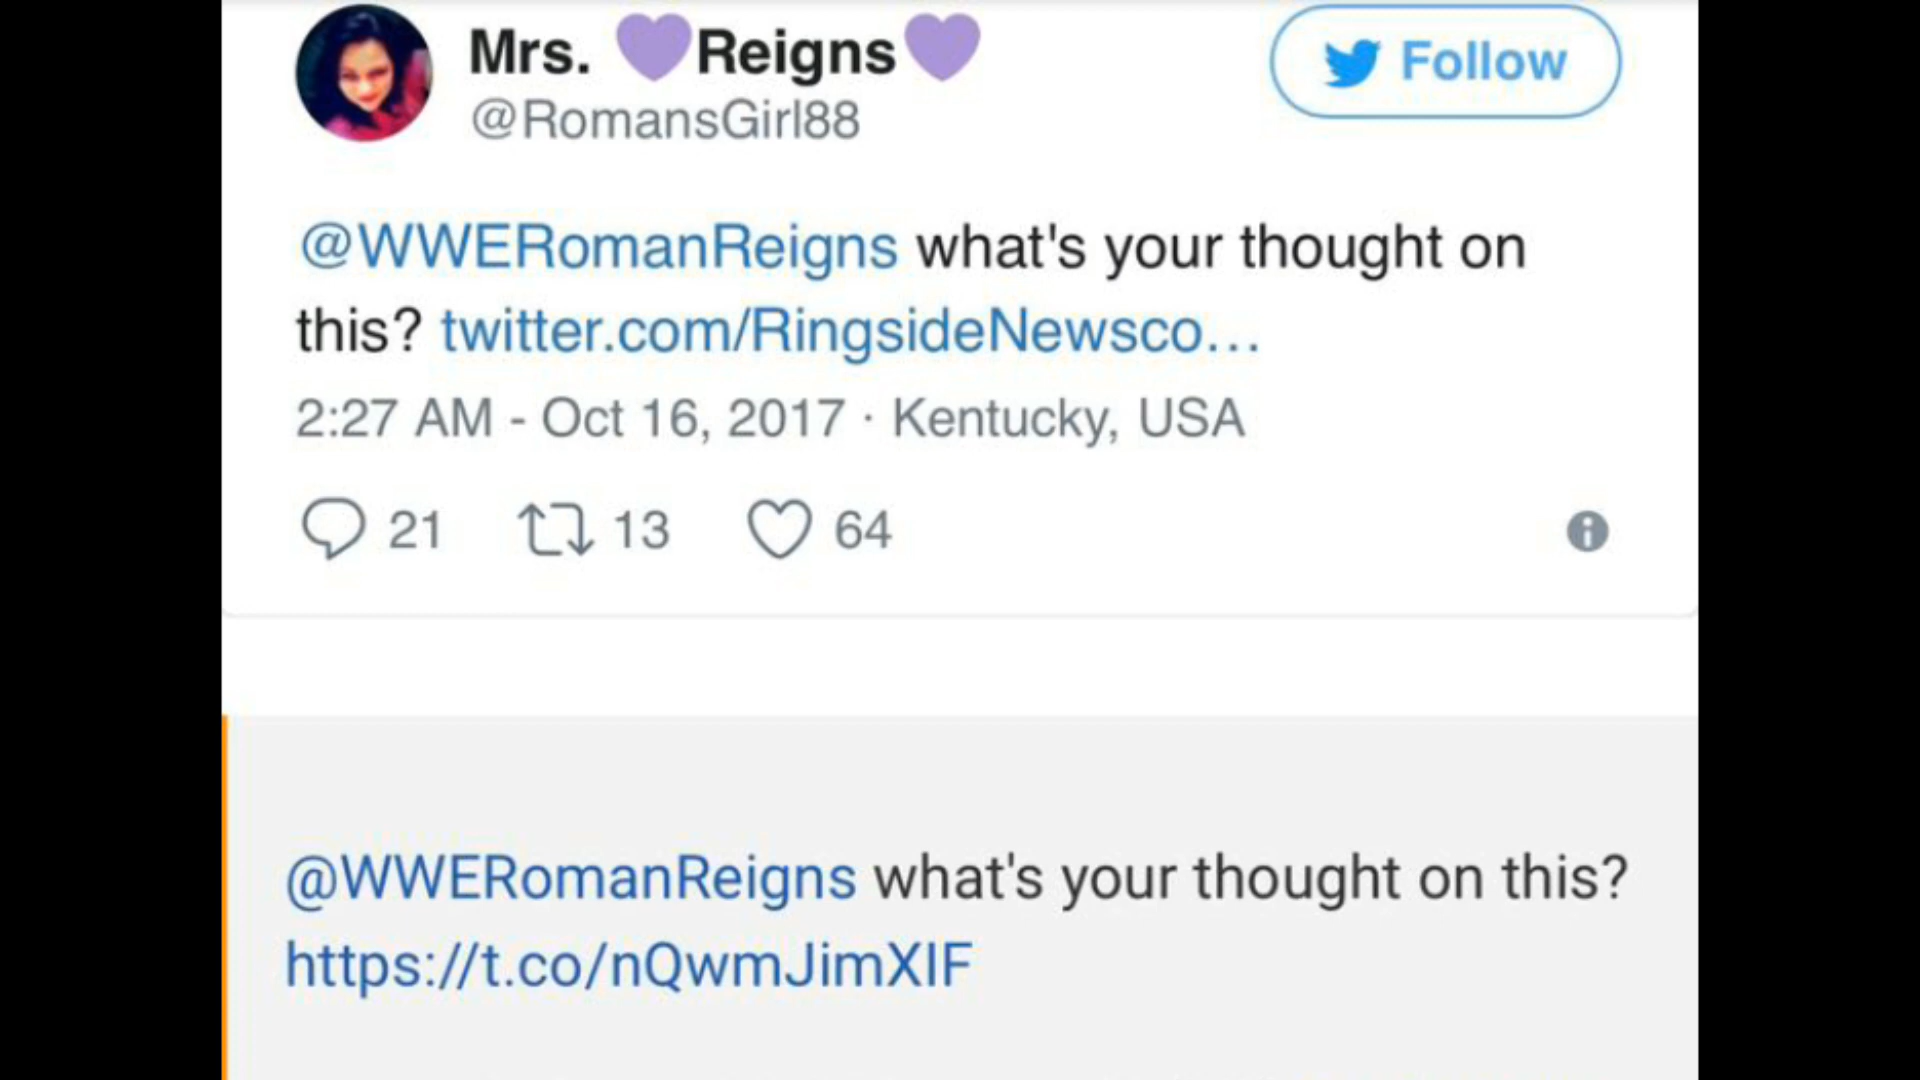 Mrs. 💜Reigns💜
Follow
@RomansGirl88
@WWERomanReigns what's your thought on
this? twitter.com/RingsideNewsco...
2:27 AM - Oct 16, 2017 · Kentucky, USA
21 13 64
@WWERomanReigns what's your thought on this?
https://t.co/nQwmJimXIF